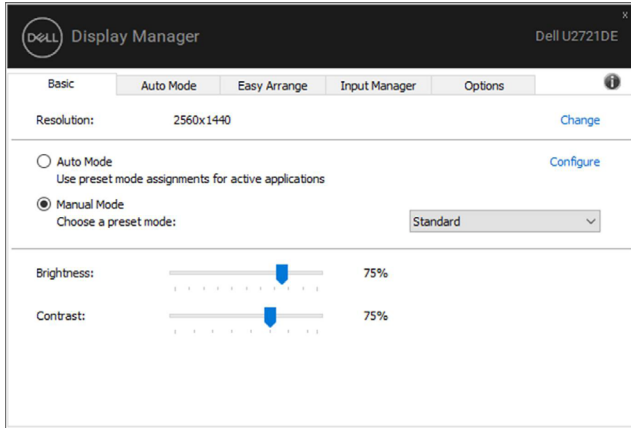 x
DELL Display Manager Dell U2721DE
Basic Auto Mode Easy Arrange Input Manager Options i
Resolution: 2560x1440 Change
Auto Mode Configure
Use preset mode assignments for active applications
Manual Mode
Choose a preset mode: Standard
Brightness: 75%
Contrast: 75%